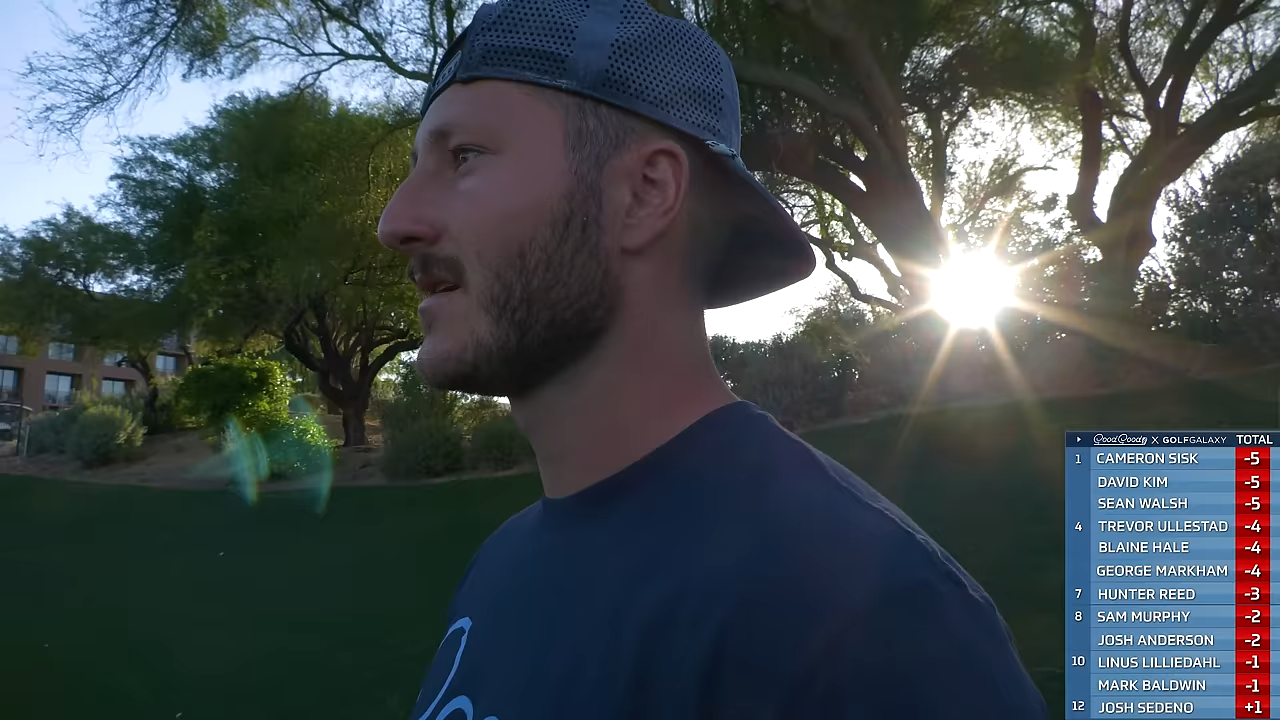 Good Good X GOLFGALAXY TOTAL
1 CAMERON SISK -5
DAVID KIM -5
SEAN WALSH -5
4 TREVOR ULLESTAD -4
BLAINE HALE -4
GEORGE MARKHAM -4
7 HUNTER REED -3
8 SAM MURPHY -2
JOSH ANDERSON -2
10 LINUS LILLIEDAHL -1
MARK BALDWIN -1
12 JOSH SEDENO +1